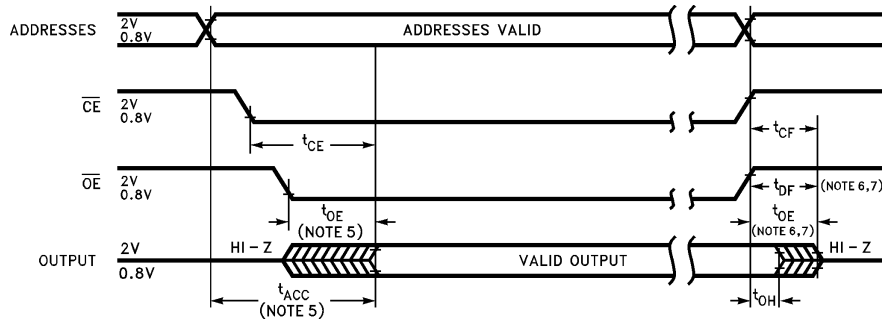 ADDRESSES
2V
0.8V
ADDRESSES VALID
CE
2V
0.8V
tCE
tCF
OE
2V
0.8V
tOE
(NOTE 5)
tDF
(NOTE 6,7)
tOE
(NOTE 6,7)
OUTPUT
2V
0.8V
HI - Z
VALID OUTPUT
HI - Z
tACC
(NOTE 5)
tOH